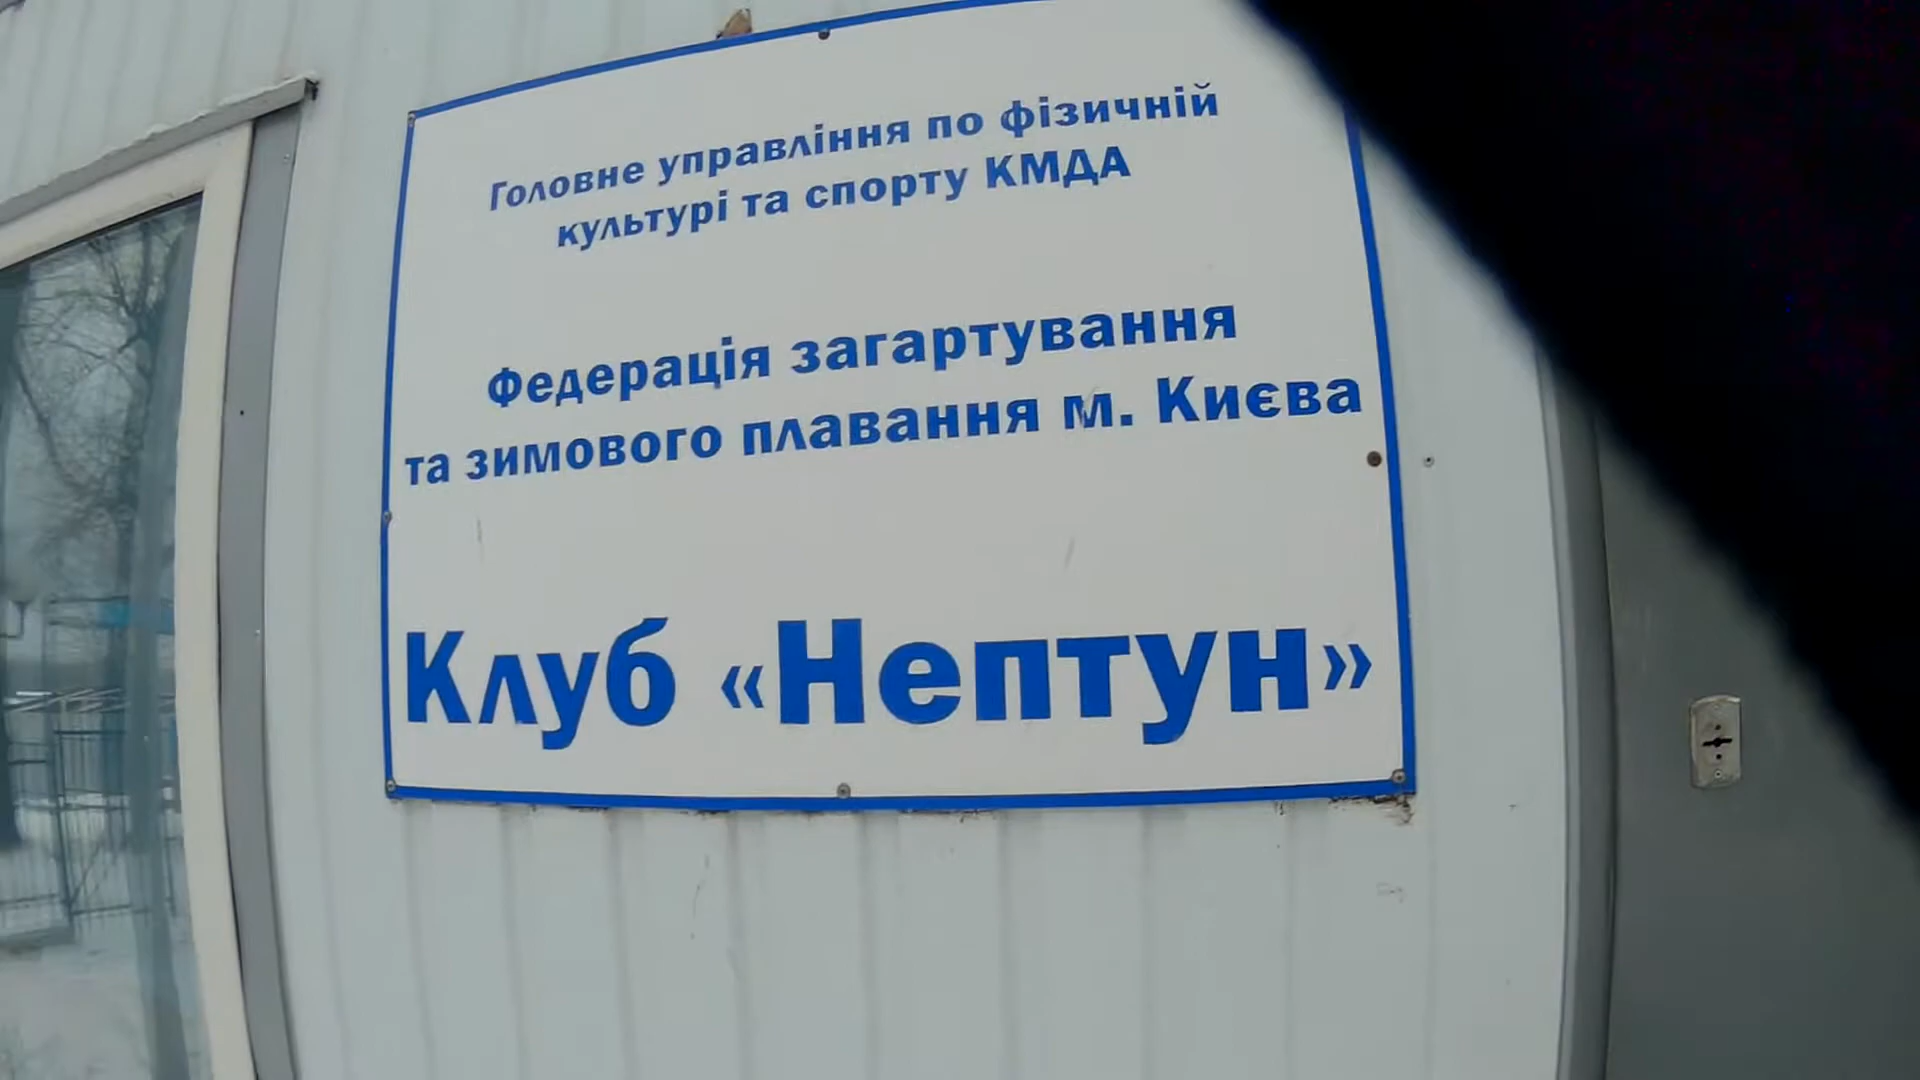 Головне управління по фізичній
культурі та спорту КМДА
Федерація загартування
та зимового плавання м. Києва
Клуб «Нептун»